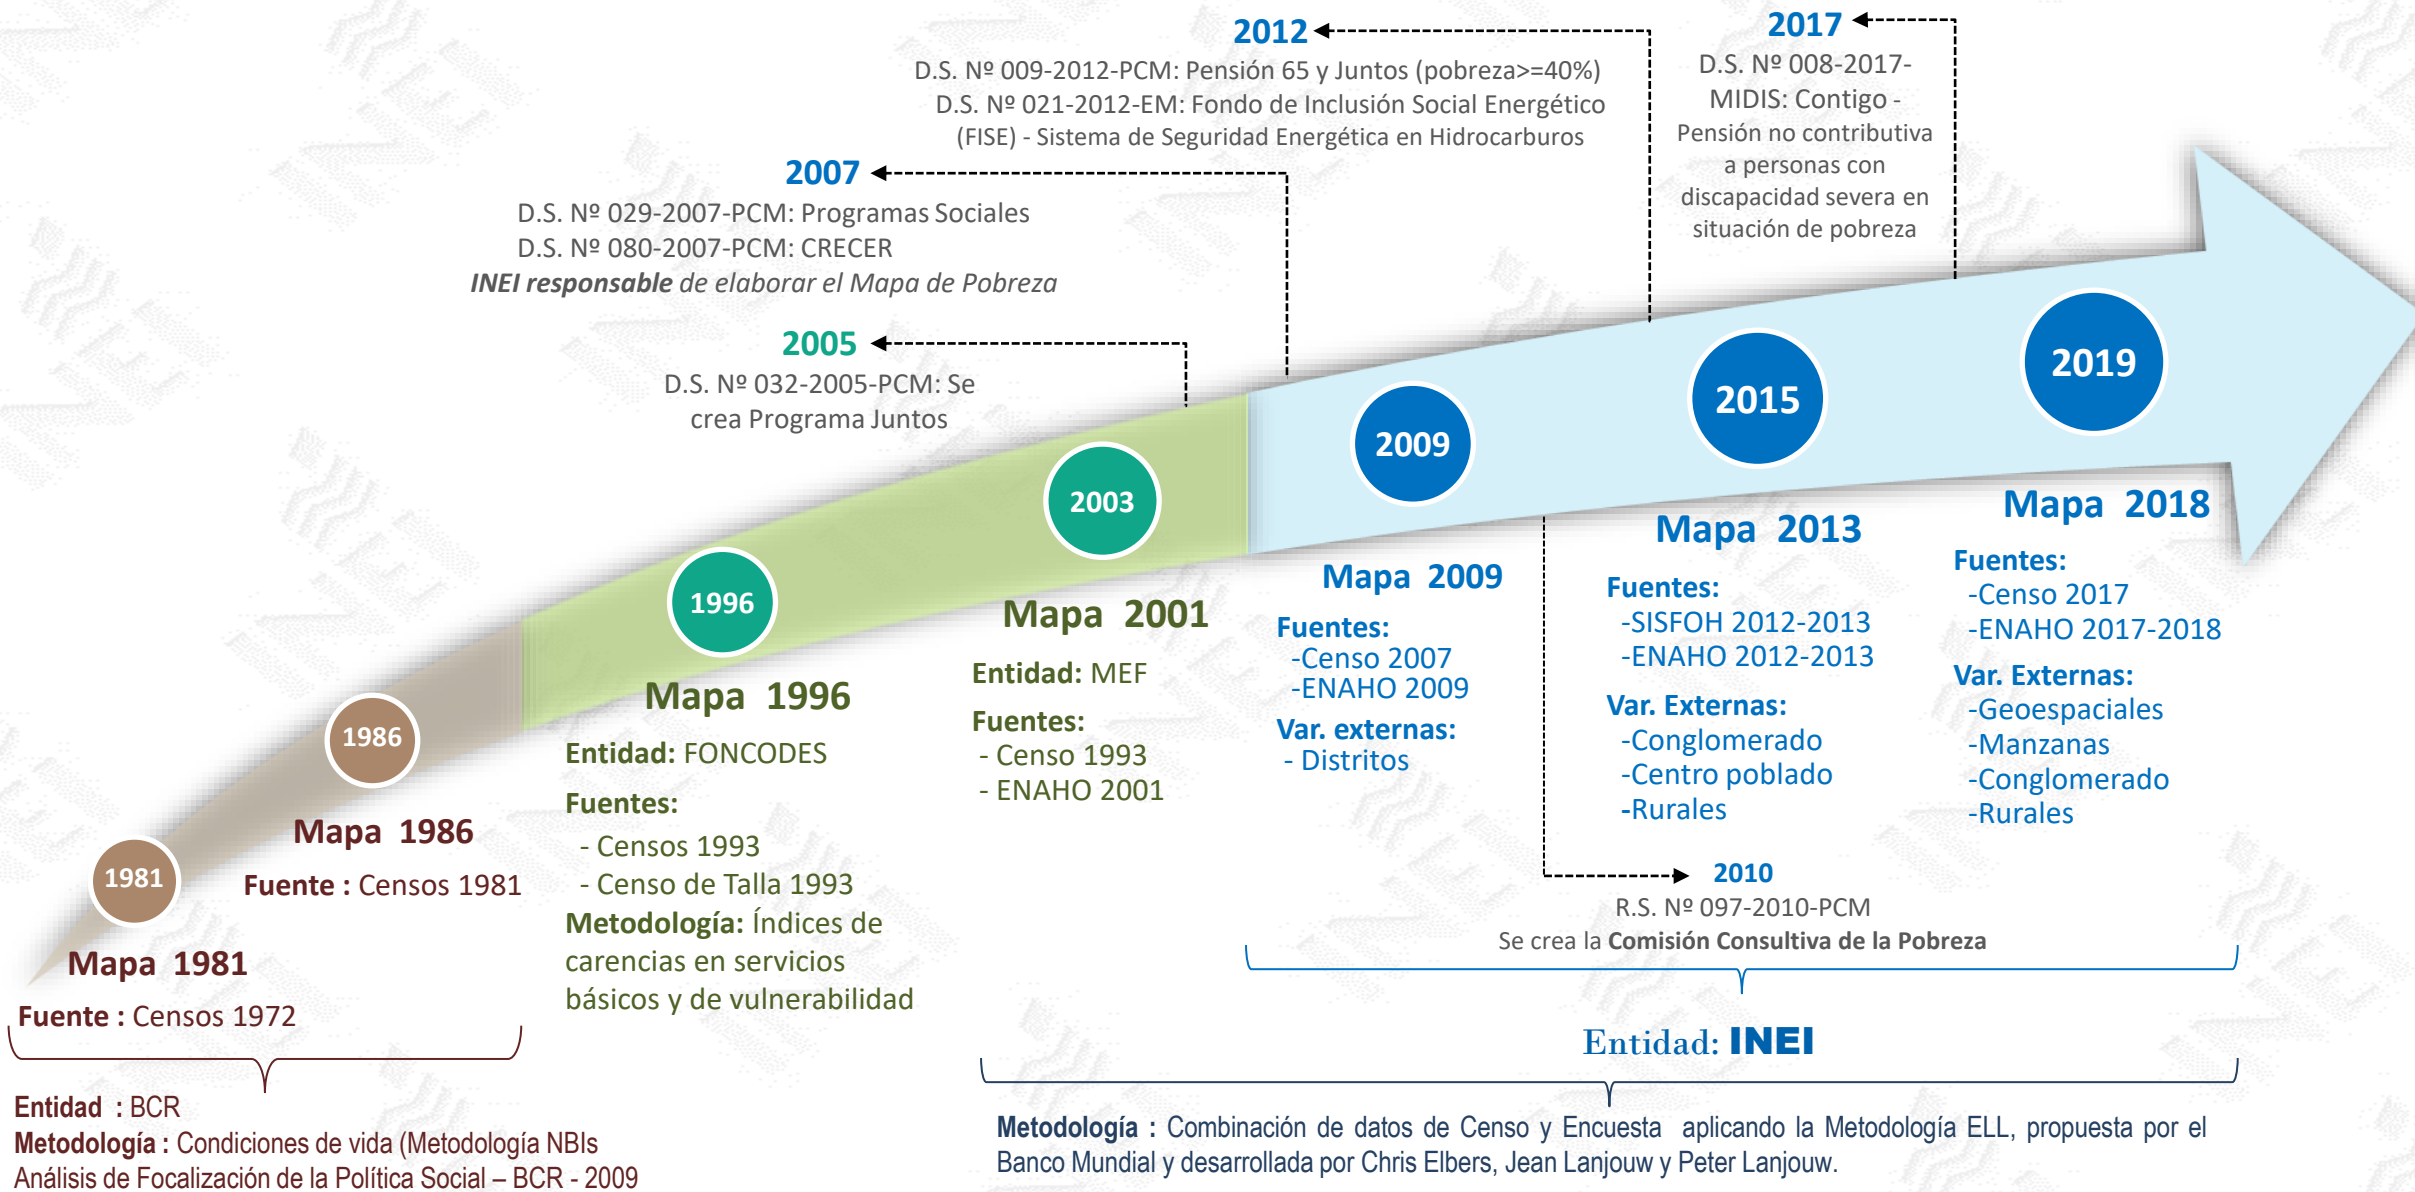 2012
D.S. Nº 009-2012-PCM: Pensión 65 y Juntos (pobreza>=40%)
D.S. Nº 021-2012-EM: Fondo de Inclusión Social Energético
(FISE) - Sistema de Seguridad Energética en Hidrocarburos
2017
D.S. Nº 008-2017-
MIDIS: Contigo -
Pensión no contributiva
a personas con
discapacidad severa en
situación de pobreza
2007
D.S. Nº 029-2007-PCM: Programas Sociales
D.S. Nº 080-2007-PCM: CRECER
INEI responsable de elaborar el Mapa de Pobreza
2005
D.S. Nº 032-2005-PCM: Se
crea Programa Juntos
1981
Mapa 1981
Fuente : Censos 1972
1986
Mapa 1986
Fuente : Censos 1981
Entidad : BCR
Metodología : Condiciones de vida (Metodología NBIs
Análisis de Focalización de la Política Social – BCR - 2009
1996
Mapa 1996
Entidad: FONCODES
Fuentes:
- Censos 1993
- Censo de Talla 1993
Metodología: Índices de
carencias en servicios
básicos y de vulnerabilidad
2003
Mapa 2001
Entidad: MEF
Fuentes:
- Censo 1993
- ENAHO 2001
2009
Mapa 2009
Fuentes:
-Censo 2007
-ENAHO 2009
Var. externas:
- Distritos
2015
Mapa 2013
Fuentes:
-SISFOH 2012-2013
-ENAHO 2012-2013
Var. Externas:
-Conglomerado
-Centro poblado
-Rurales
2019
Mapa 2018
Fuentes:
-Censo 2017
-ENAHO 2017-2018
Var. Externas:
-Geoespaciales
-Manzanas
-Conglomerado
-Rurales
2010
R.S. Nº 097-2010-PCM
Se crea la Comisión Consultiva de la Pobreza
Entidad: INEI
Metodología : Combinación de datos de Censo y Encuesta aplicando la Metodología ELL, propuesta por el
Banco Mundial y desarrollada por Chris Elbers, Jean Lanjouw y Peter Lanjouw.